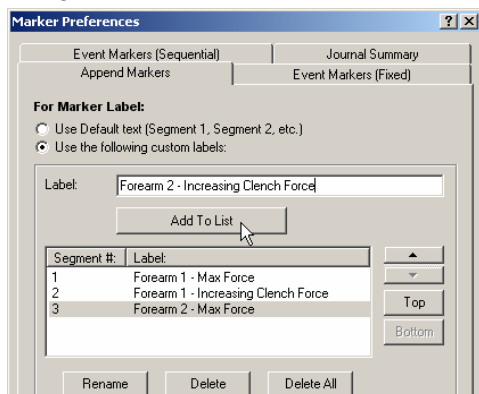 Marker Preferences
Event Markers (Sequential) Journal Summary
Append Markers Event Markers (Fixed)
For Marker Label:
Use Default text (Segment 1, Segment 2, etc.)
Use the following custom labels:
Label: Forearm 2 - Increasing Clench Force
Add To List
Segment #: Label:
1 Forearm 1 - Max Force
2 Forearm 1 - Increasing Clench Force
3 Forearm 2 - Max Force
Top
Bottom
Rename Delete Delete All